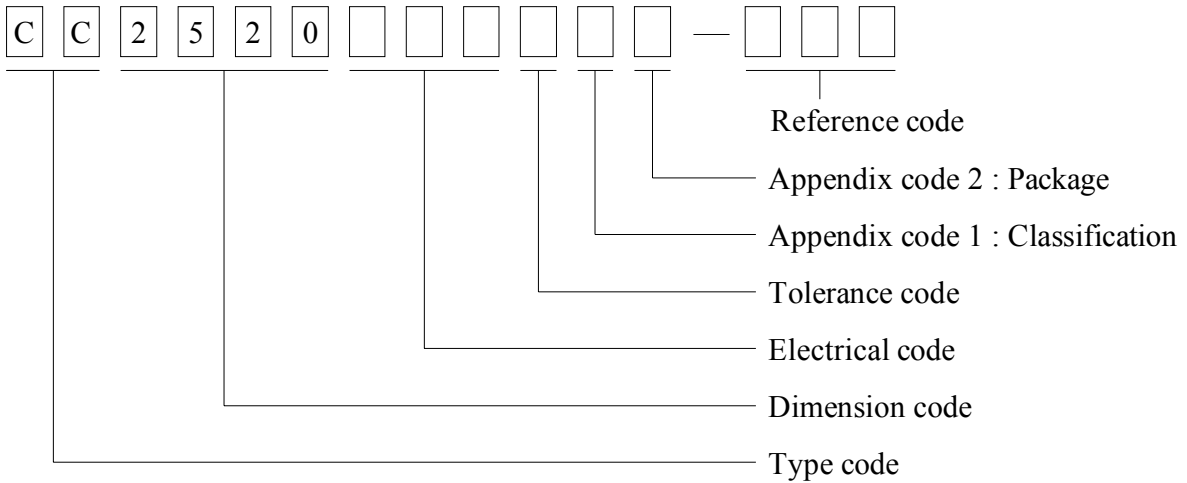 C C 2 5 2 0 —
Reference code
Appendix code 2 : Package
Appendix code 1 : Classification
Tolerance code
Electrical code
Dimension code
Type code